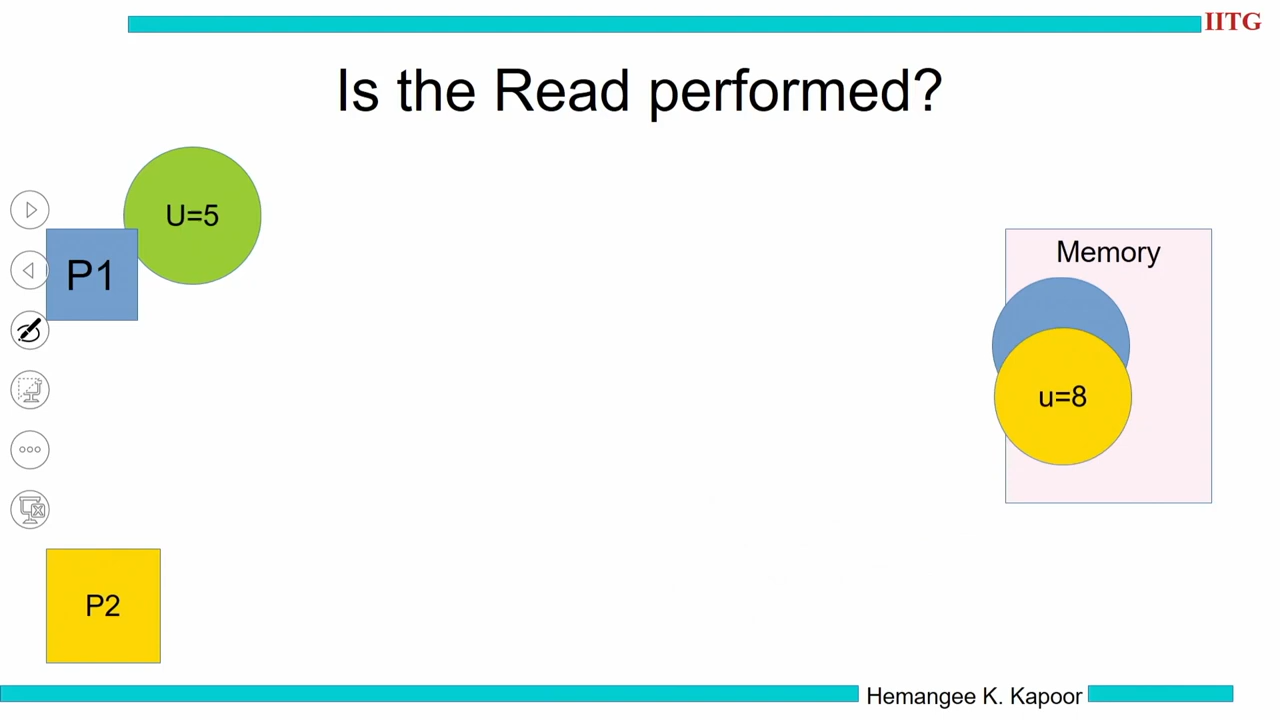 IITG
Is the Read performed?
U=5
P1
Memory
u=8
P2
Hemangee K. Kapoor